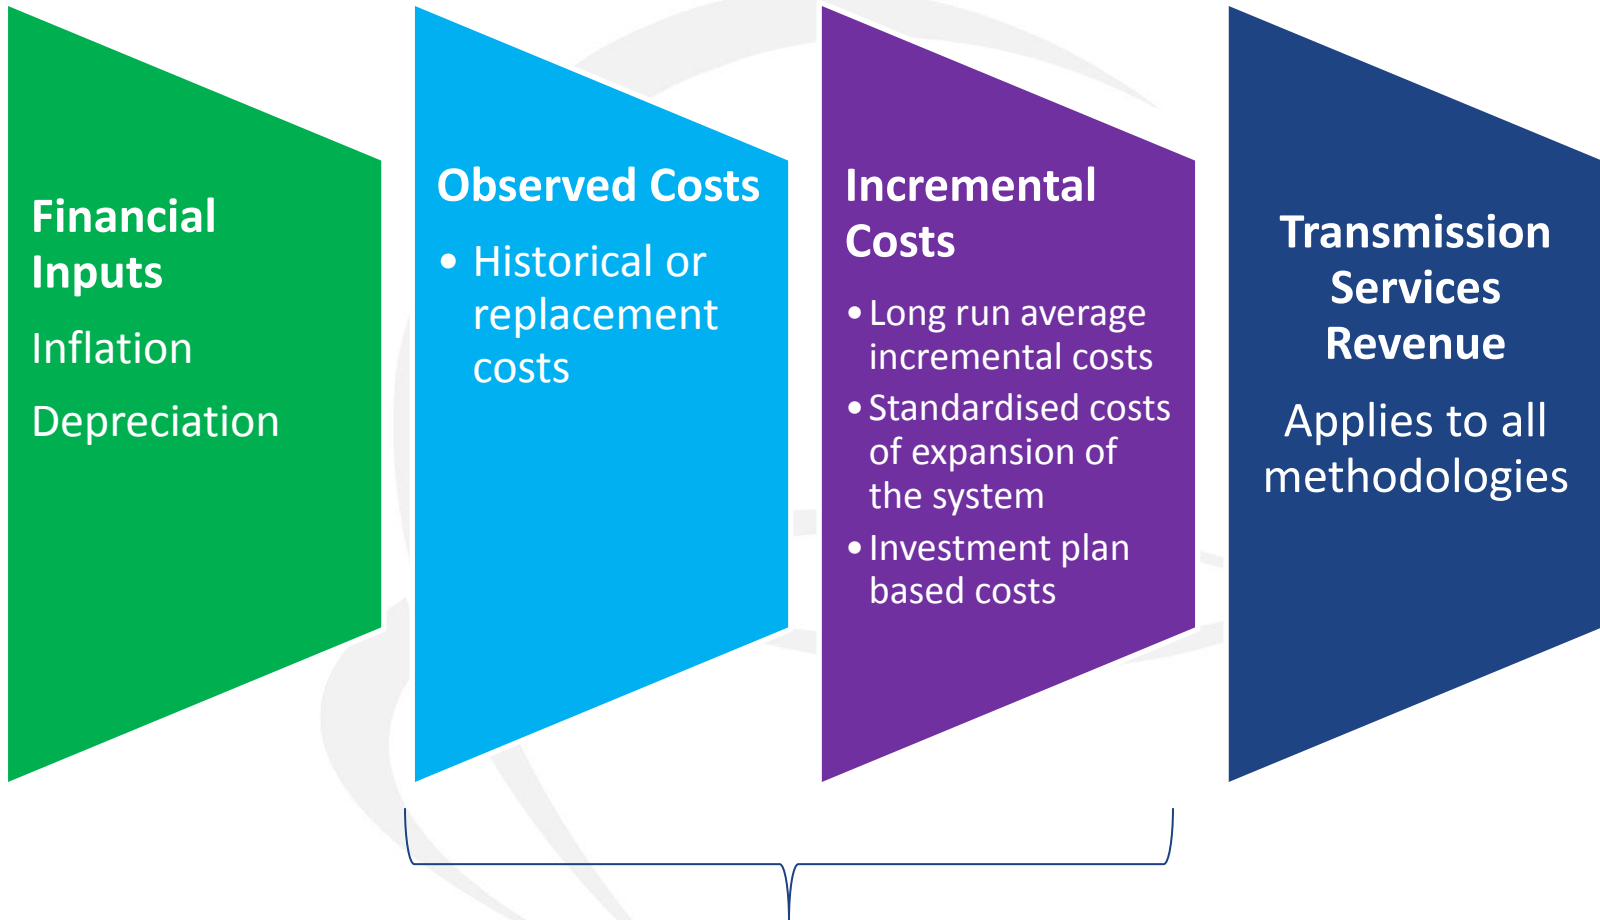 Financial
Inputs
Inflation
Depreciation
Observed Costs
• Historical or
replacement
costs
Incremental
Costs
• Long run average
incremental costs
• Standardised costs
of expansion of
the system
• Investment plan
based costs
Transmission
Services
Revenue
Applies to all
methodologies